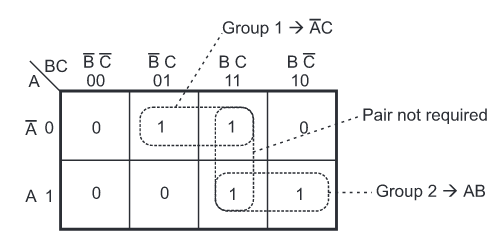 Group 1 → A̅C
BC
B̅ C̅
B̅ C
B C
B C̅
A
00
01
11
10
A̅ 0
0
1
1
0
Pair not required
A 1
0
0
1
1
Group 2 → AB